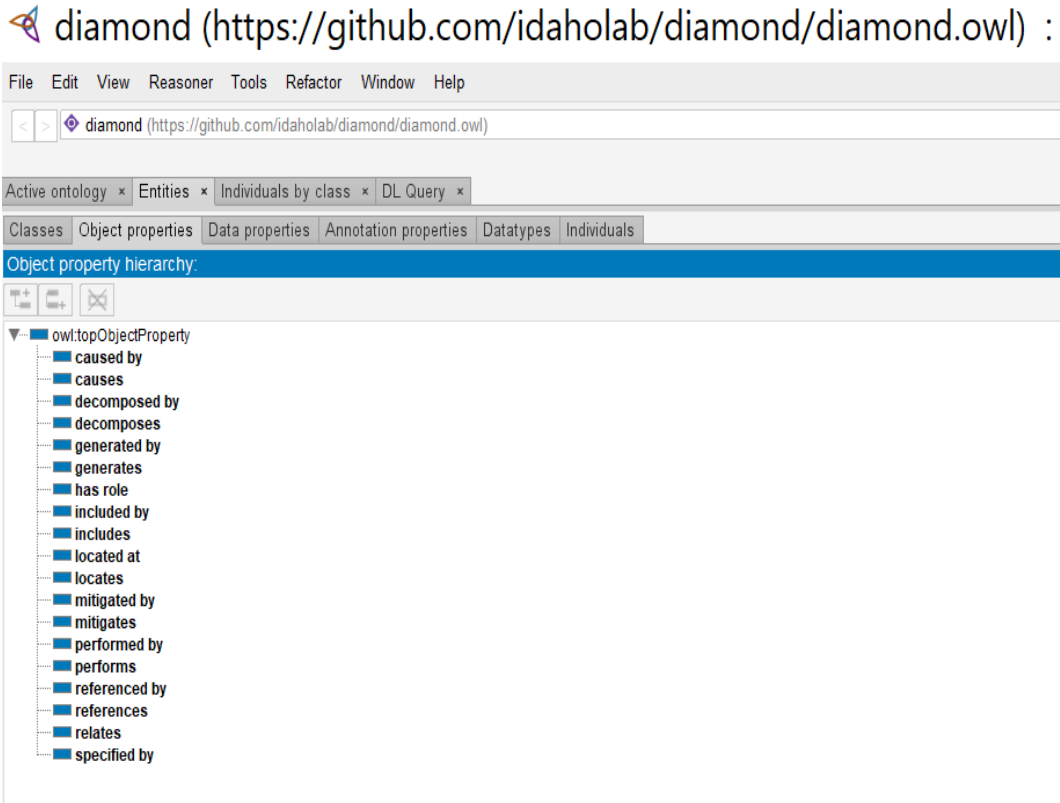 diamond (https://github.com/idaholab/diamond/diamond.owl) :
File Edit View Reasoner Tools Refactor Window Help
< > diamond (https://github.com/idaholab/diamond/diamond.owl)
Active ontology × Entities × Individuals by class × DL Query ×
Classes Object properties Data properties Annotation properties Datatypes Individuals
Object property hierarchy:
owl:topObjectProperty
caused by
causes
decomposed by
decomposes
generated by
generates
has role
included by
includes
located at
locates
mitigated by
mitigates
performed by
performs
referenced by
references
relates
specified by